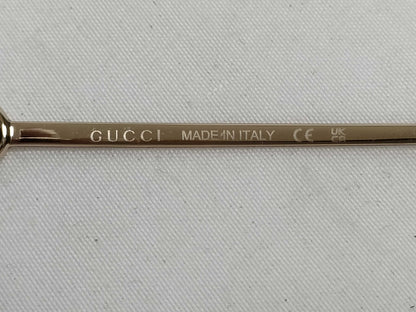 GUCCI MADE IN ITALY CE UK CA